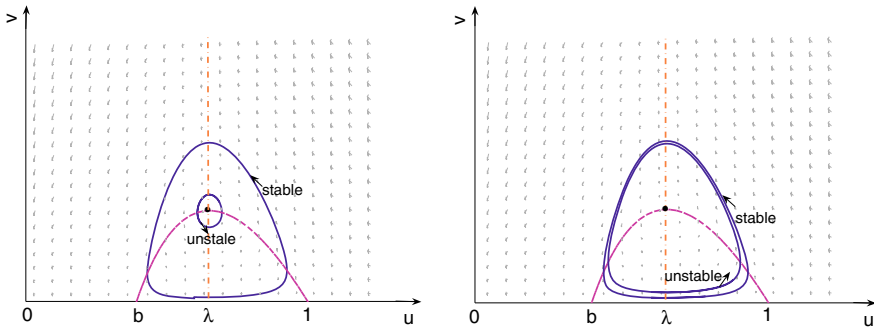 v
stable
unstale
0 b λ 1 u
v
stable
unstable
0 b λ 1 u